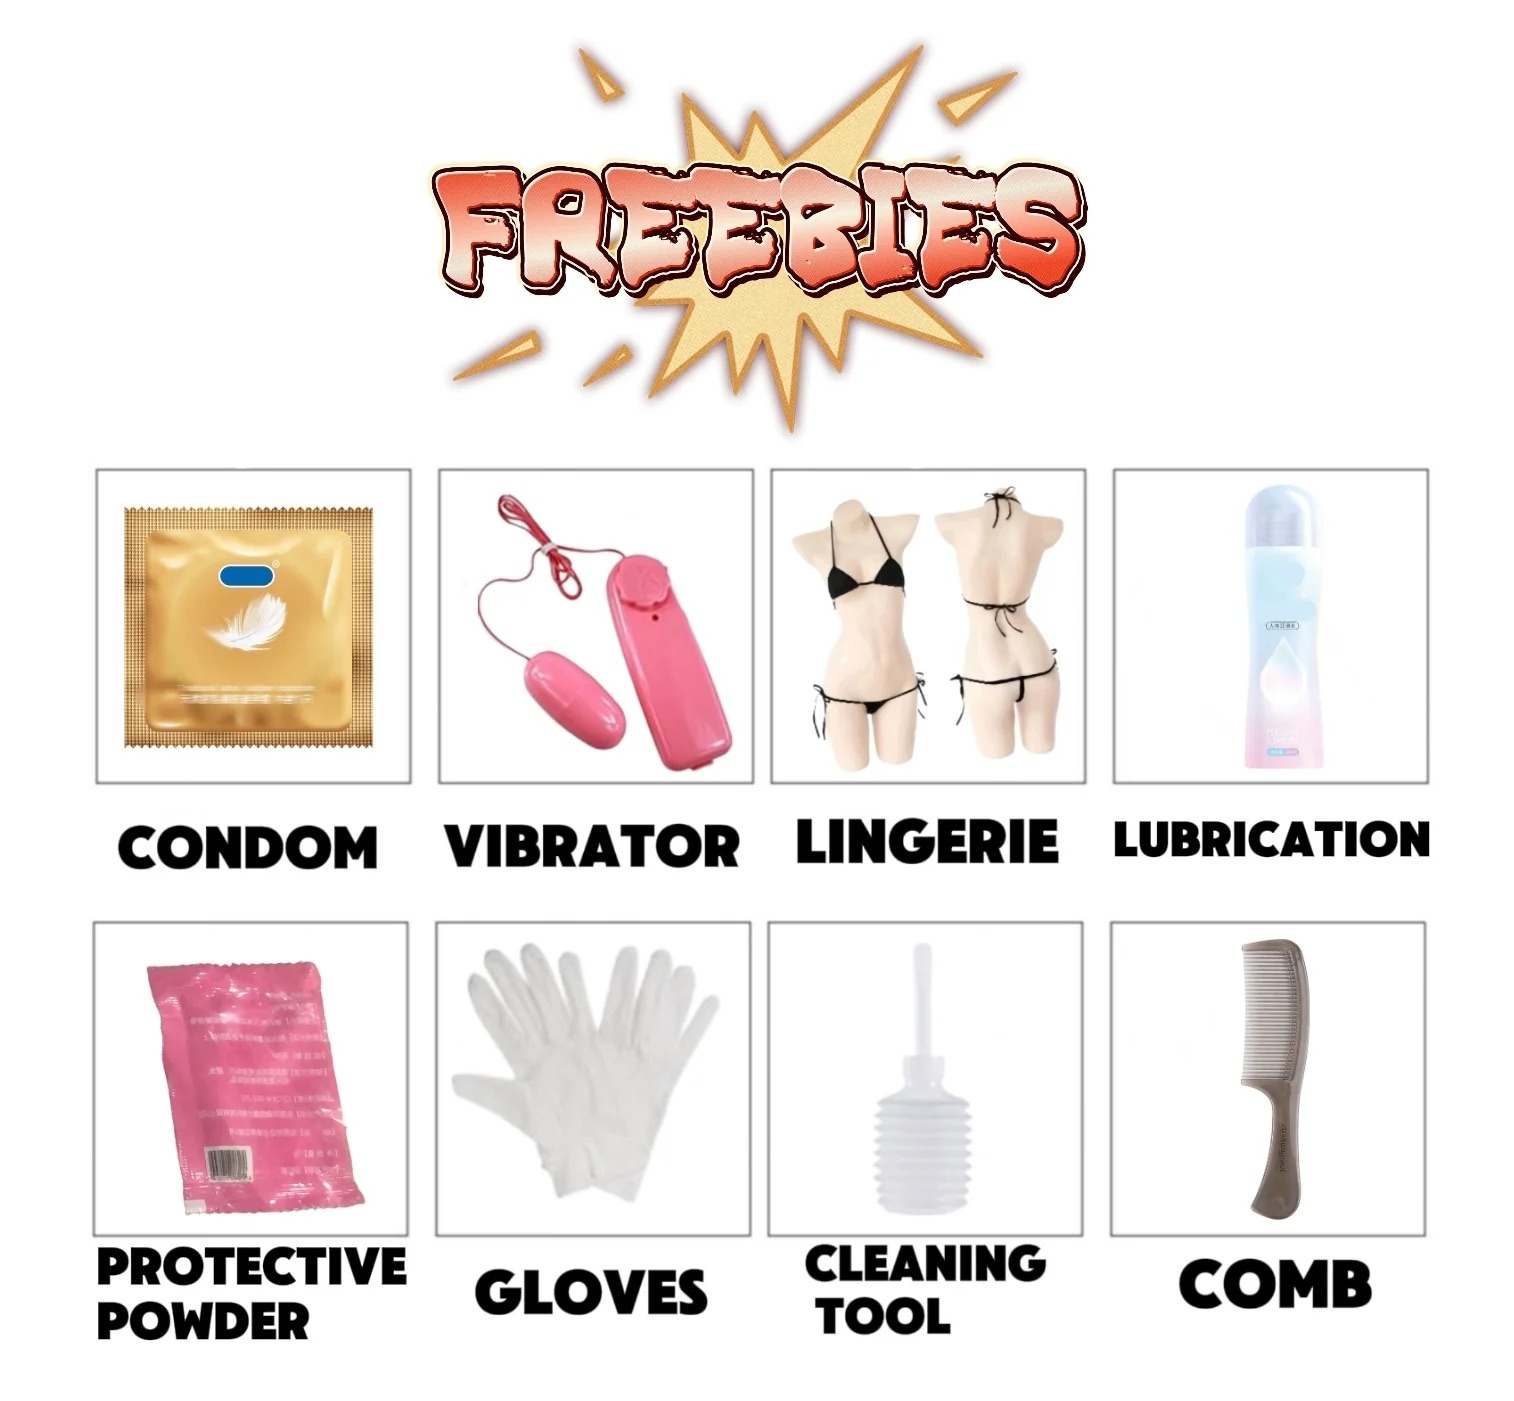 FREEBIES
CONDOM
VIBRATOR
LINGERIE
LUBRICATION
PROTECTIVE
POWDER
GLOVES
CLEANING
TOOL
COMB